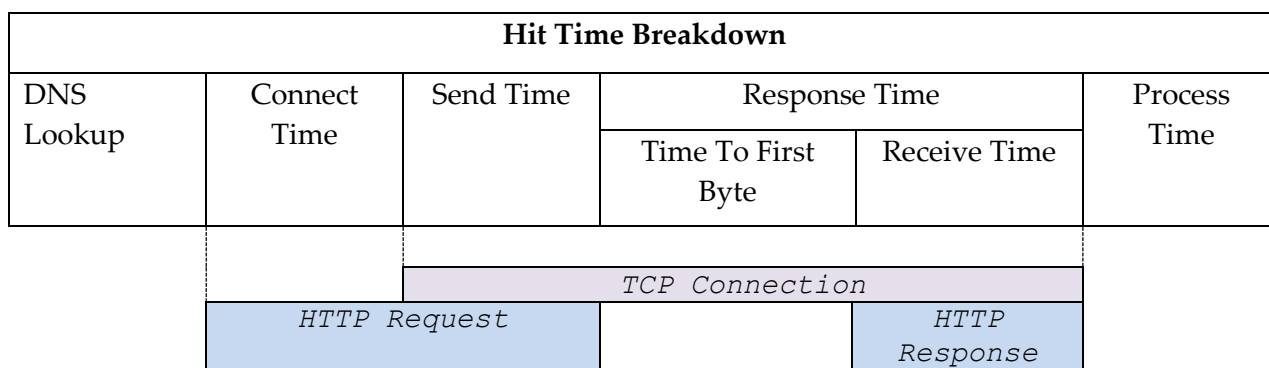 Hit Time Breakdown
DNS
Lookup
Connect
Time
Send Time
Response Time
Time To First
Byte
Receive Time
Process
Time
TCP Connection
HTTP Request
HTTP
Response